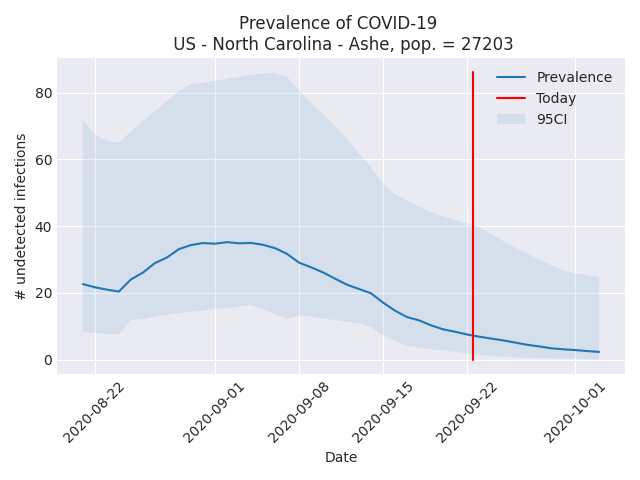 Prevalence of COVID-19
US - North Carolina - Ashe, pop. = 27203
# undetected infections
80
60
40
20
0
Prevalence
Today
95CI
2020-08-22
2020-09-01
2020-09-08
2020-09-15
2020-09-22
2020-10-01
Date